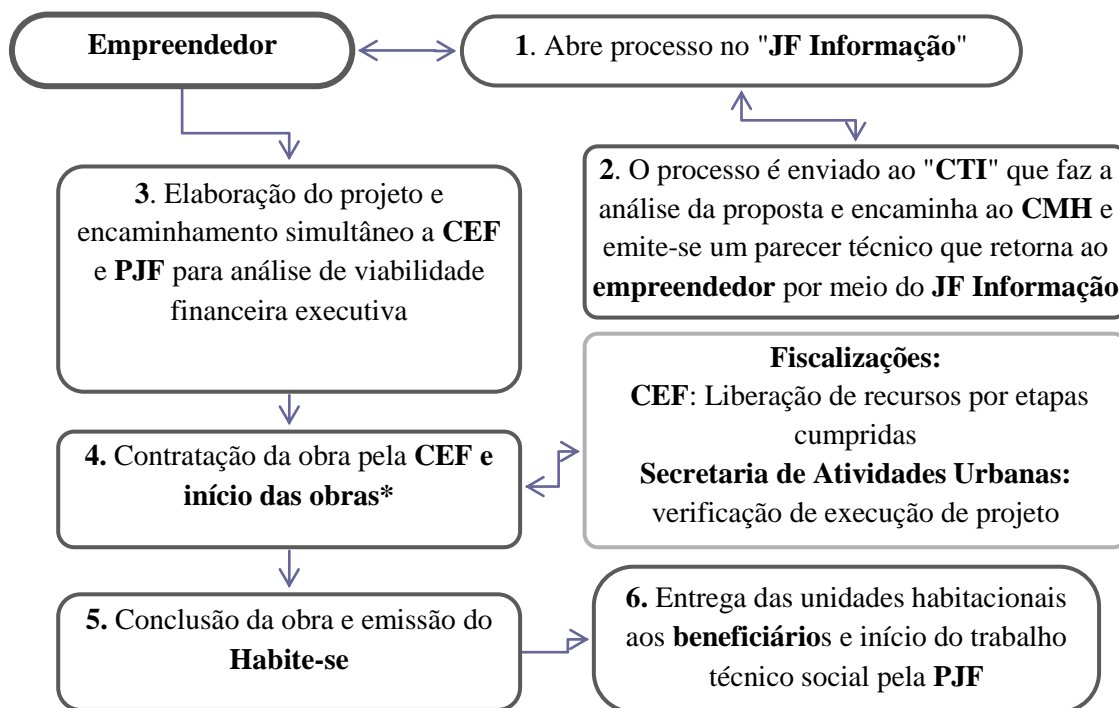 Empreendedor
1. Abre processo no "JF Informação"
2. O processo é enviado ao "CTI" que faz a
análise da proposta e encaminha ao CMH e
emite-se um parecer técnico que retorna ao
empreendedor por meio do JF Informação
3. Elaboração do projeto e
encaminhamento simultâneo a CEF
e PJF para análise de viabilidade
financeira executiva
Fiscalizações:
CEF: Liberação de recursos por etapas
cumpridas
Secretaria de Atividades Urbanas:
verificação de execução de projeto
4. Contratação da obra pela CEF e
início das obras*
5. Conclusão da obra e emissão do
Habite-se
6. Entrega das unidades habitacionais
aos beneficiários e início do trabalho
técnico social pela PJF